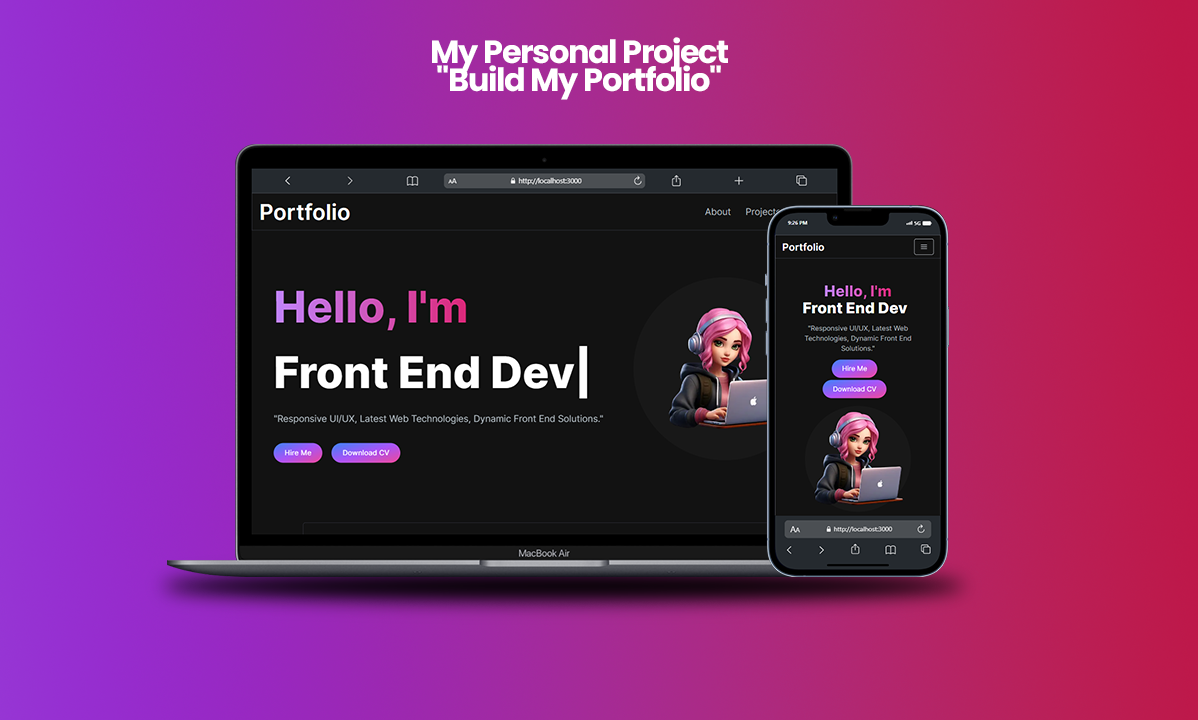 My Personal Project
"Build My Portfolio"
AA
http://localhost:3000
Portfolio
About
Hello, I'm
Front End Dev
"Responsive UI/UX, Latest Web Technologies, Dynamic Front End Solutions."
Hire Me
Download CV
MacBook Air
9:26 PM
5G
Portfolio
Hello, I'm
Front End Dev
"Responsive UI/UX, Latest Web
Technologies, Dynamic Front End
Solutions."
Hire Me
Download CV
AA
http://localhost:3000